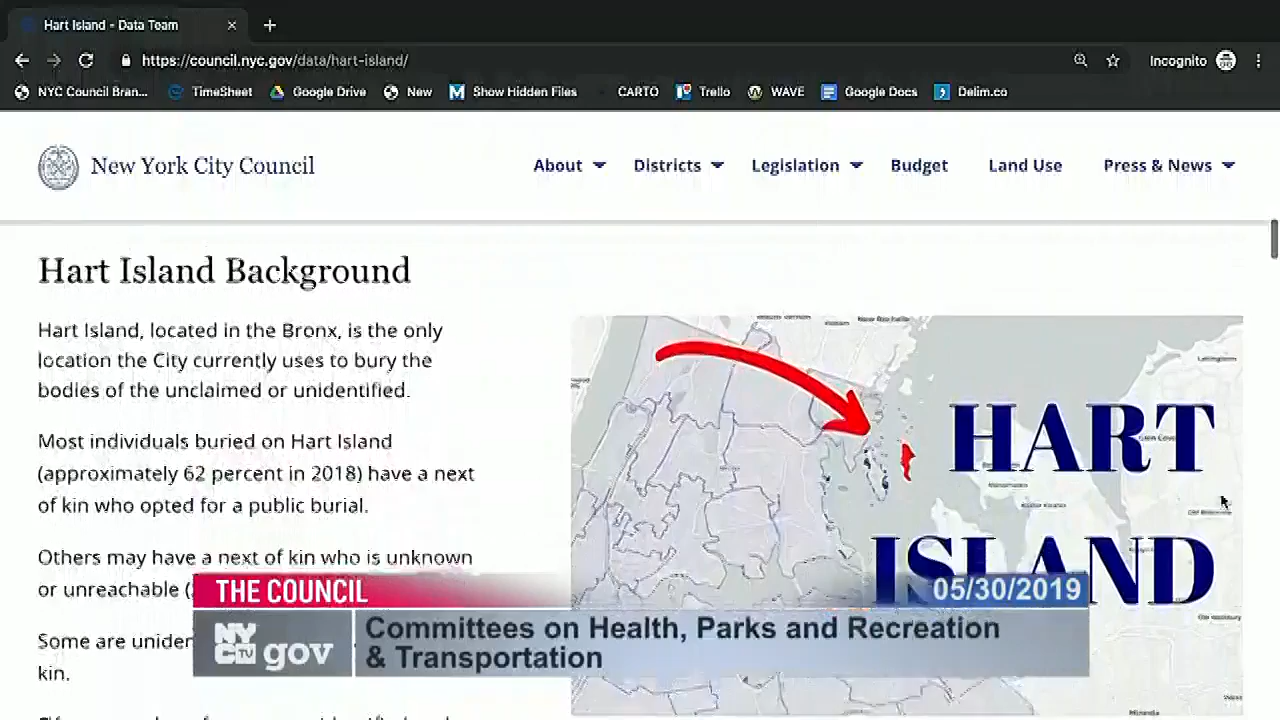 Hart Island - Data Team
https://council.nyc.gov/data/hart-island/
Incognito
NYC Council Bran...
TimeSheet
Google Drive
New
Show Hidden Files
CARTO
Trello
WAVE
Google Docs
Delim.co
New York City Council
About
Districts
Legislation
Budget
Land Use
Press & News
Hart Island Background
Hart Island, located in the Bronx, is the only
location the City currently uses to bury the
bodies of the unclaimed or unidentified.
Most individuals buried on Hart Island
(approximately 62 percent in 2018) have a next
of kin who opted for a public burial.
Others may have a next of kin who is unknown
or unreachable (
Some are uniden
kin.
HART
ISLAND
THE COUNCIL
05/30/2019
NYC TV gov
Committees on Health, Parks and Recreation
& Transportation